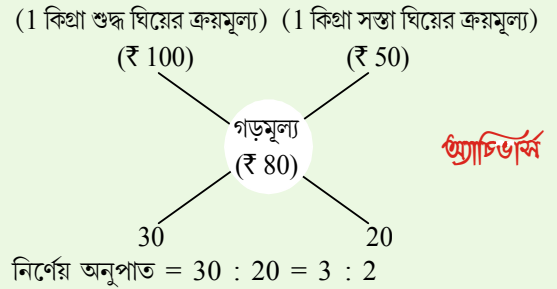 (1 কিগ্রা শুদ্ধ ঘিয়ের ক্রয়মূল্য) (1 কিগ্রা সস্তা ঘিয়ের ক্রয়মূল্য)
(₹ 100) (₹ 50)
গড়মূল্য
(₹ 80)
অ্যাচিভার্স
30 20
নির্ণেয় অনুপাত = 30 : 20 = 3 : 2